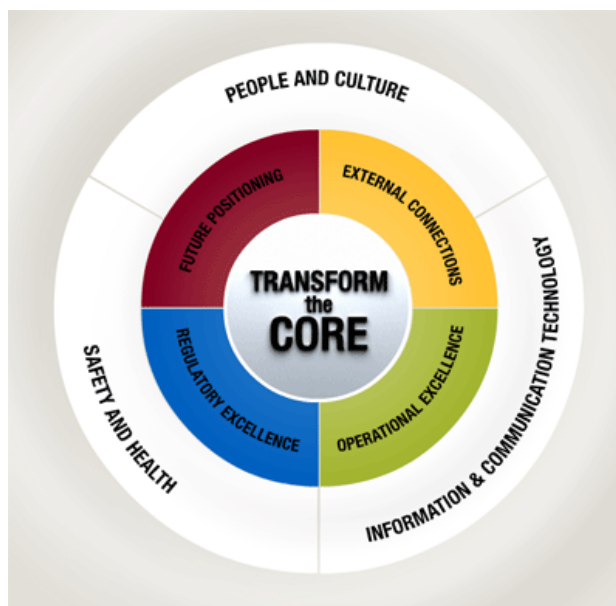 PEOPLE AND CULTURE
FUTURE POSITIONING
EXTERNAL CONNECTIONS
TRANSFORM
the
CORE
REGULATORY EXCELLENCE
OPERATIONAL EXCELLENCE
SAFETY AND HEALTH
INFORMATION & COMMUNICATION TECHNOLOGY